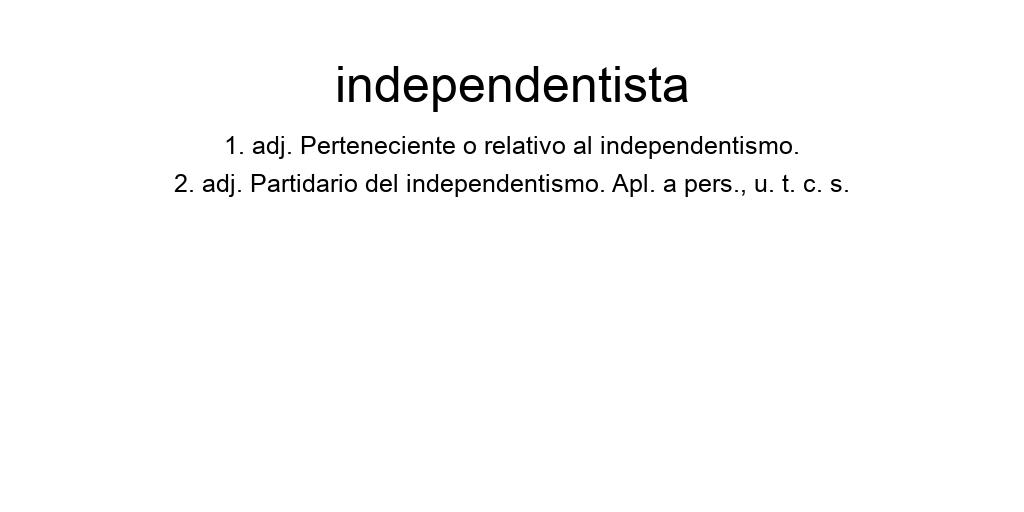 independentista
1. adj. Perteneciente o relativo al independentismo.
2. adj. Partidario del independentismo. Apl. a pers., u. t. c. s.